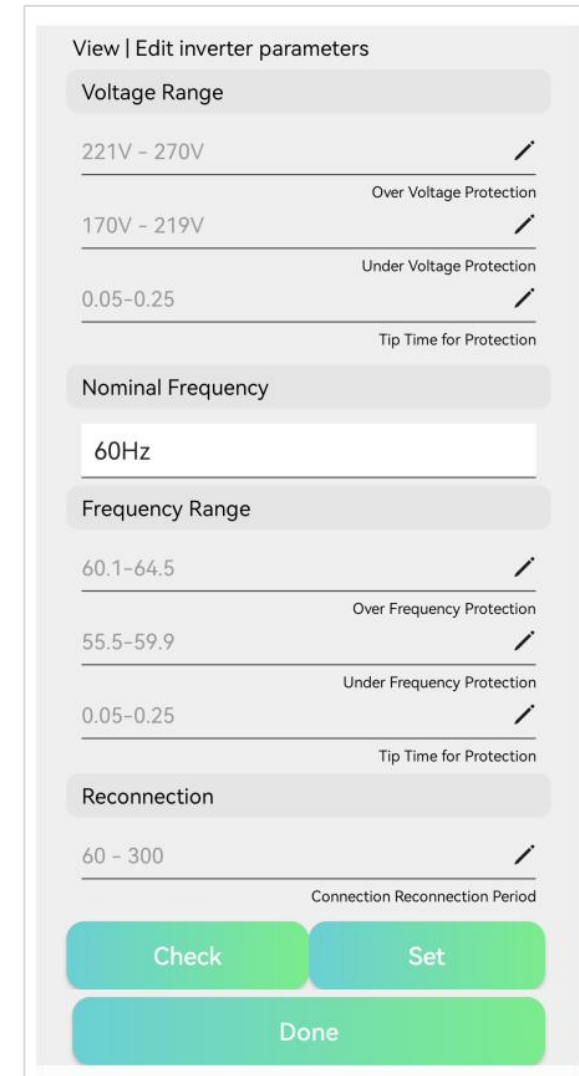 View | Edit inverter parameters
Voltage Range
221V - 270V
Over Voltage Protection
170V - 219V
Under Voltage Protection
0.05-0.25
Tip Time for Protection
Nominal Frequency
60Hz
Frequency Range
60.1-64.5
Over Frequency Protection
55.5-59.9
Under Frequency Protection
0.05-0.25
Tip Time for Protection
Reconnection
60 - 300
Connection Reconnection Period
Check Set
Done